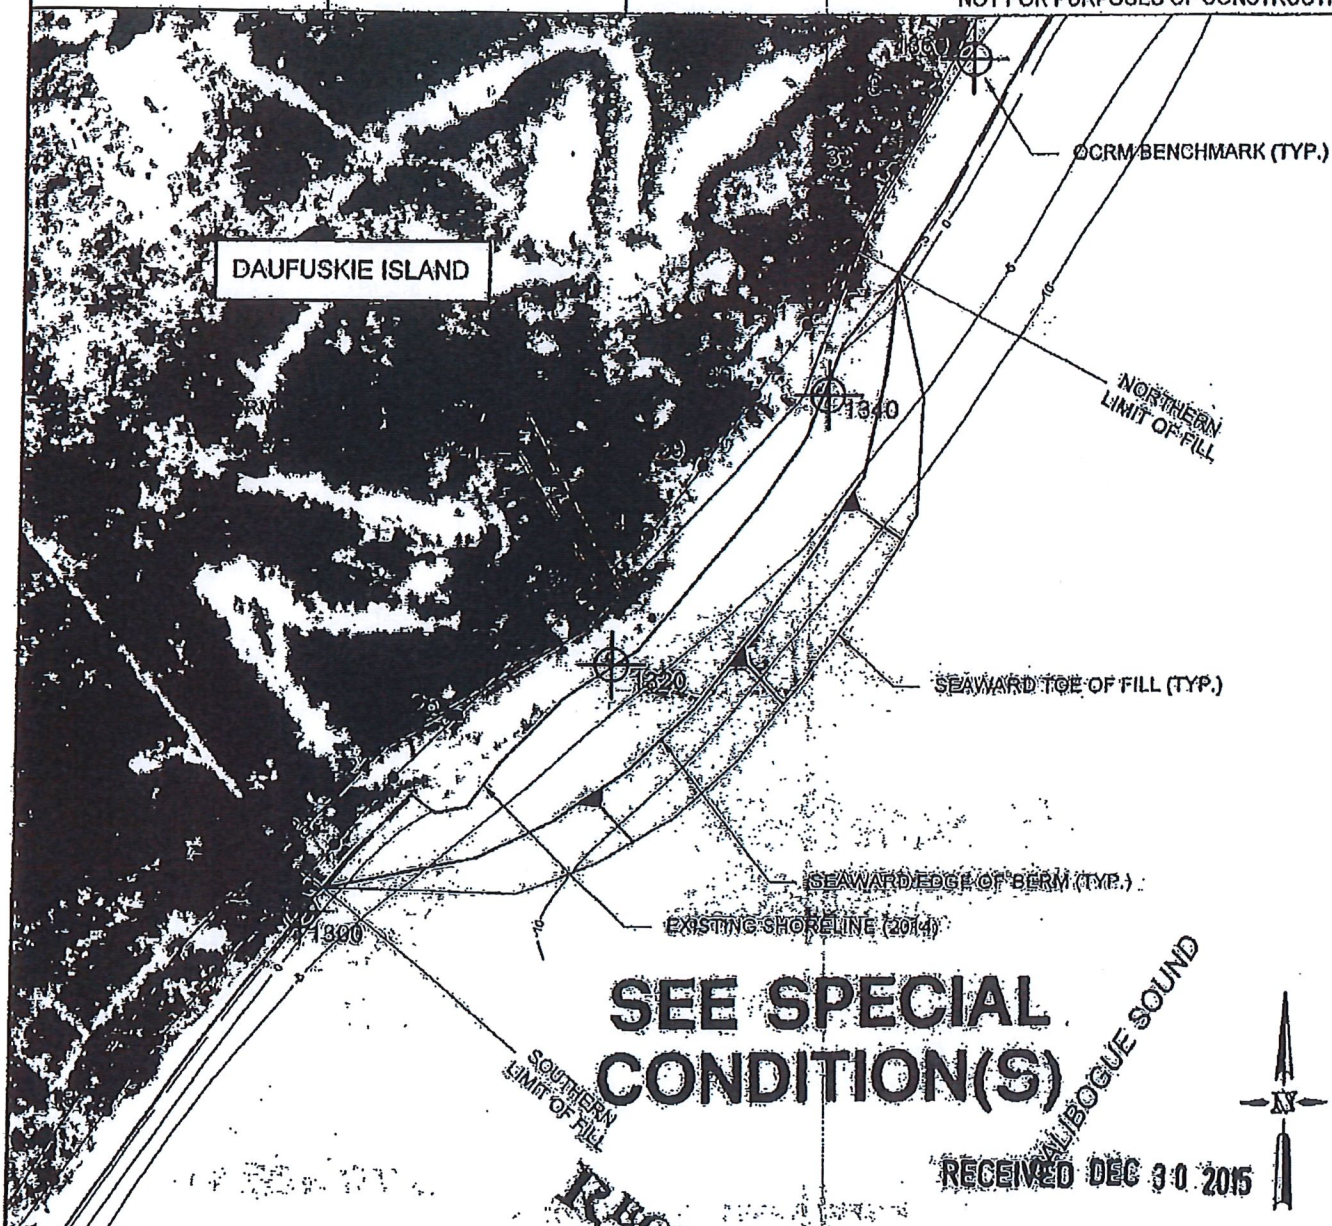 NOT FOR PURPOSES OF
OCRM BENCHMARK (TYP.)
DAUFUSKIE ISLAND
NORTHERN
LIMIT OF FILL
1340
1320
SEAWARD TOE OF FILL (TYP.)
SEAWARD EDGE OF BERM (TYP.)
EXISTING SHORELINE (2014)
1300
SEE SPECIAL
CONDITION(S)
SOUTHERN
LIMIT OF FILL
SOUND
N
RECEIVED DEC 30 2015